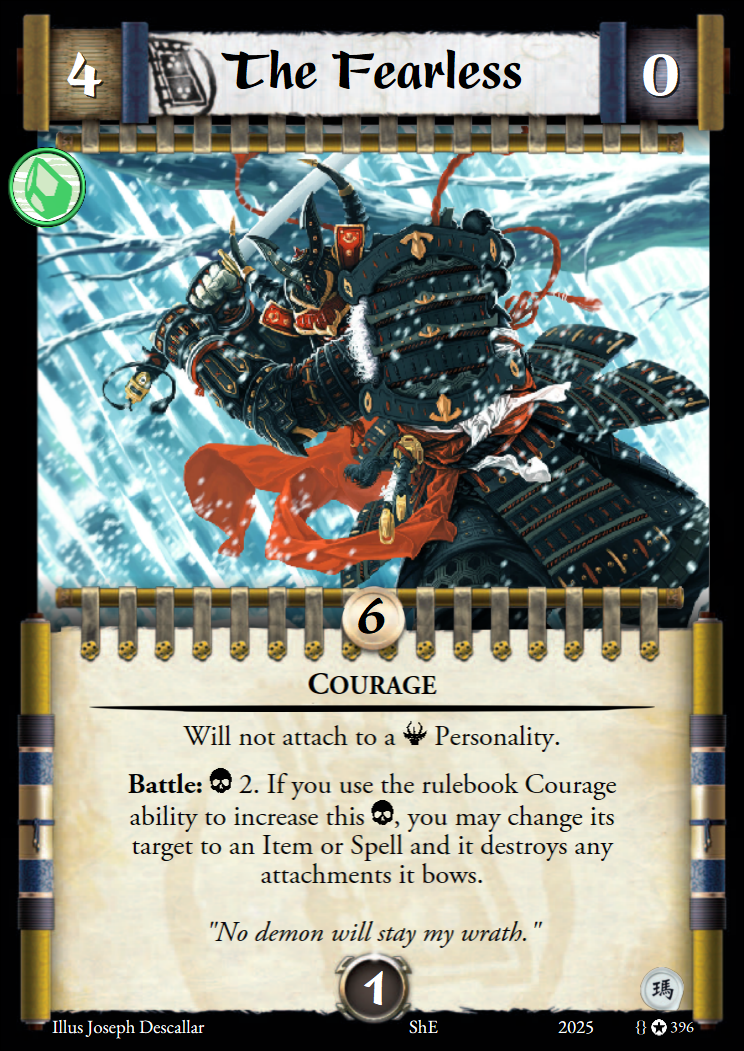 4
The Fearless
0
6
COURAGE
Will not attach to a Personality.
Battle: 2. If you use the rulebook Courage
ability to increase this , you may change its
target to an Item or Spell and it destroys any
attachments it bows.
"No demon will stay my wrath."
1
瑪
Illus Joseph Descallar ShE 2025 {} 396